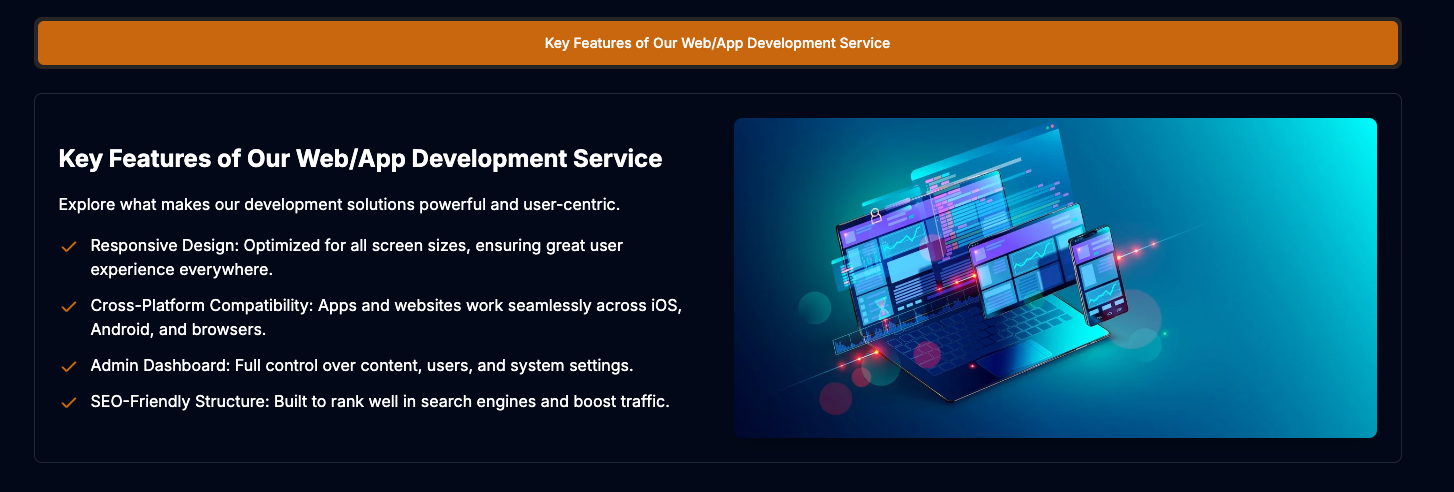 Key Features of Our Web/App Development Service
Key Features of Our Web/App Development Service
Explore what makes our development solutions powerful and user-centric.
Responsive Design: Optimized for all screen sizes, ensuring great user
experience everywhere.
Cross-Platform Compatibility: Apps and websites work seamlessly across iOS,
Android, and browsers.
Admin Dashboard: Full control over content, users, and system settings.
SEO-Friendly Structure: Built to rank well in search engines and boost traffic.